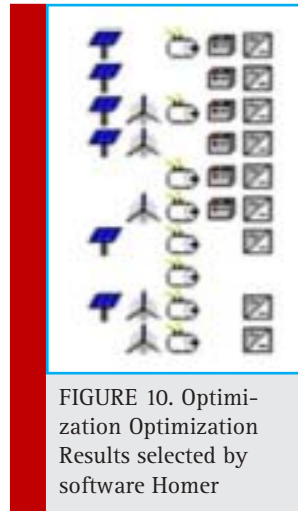 FIGURE 10. Optimi-
zation Optimization
Results selected by
software Homer